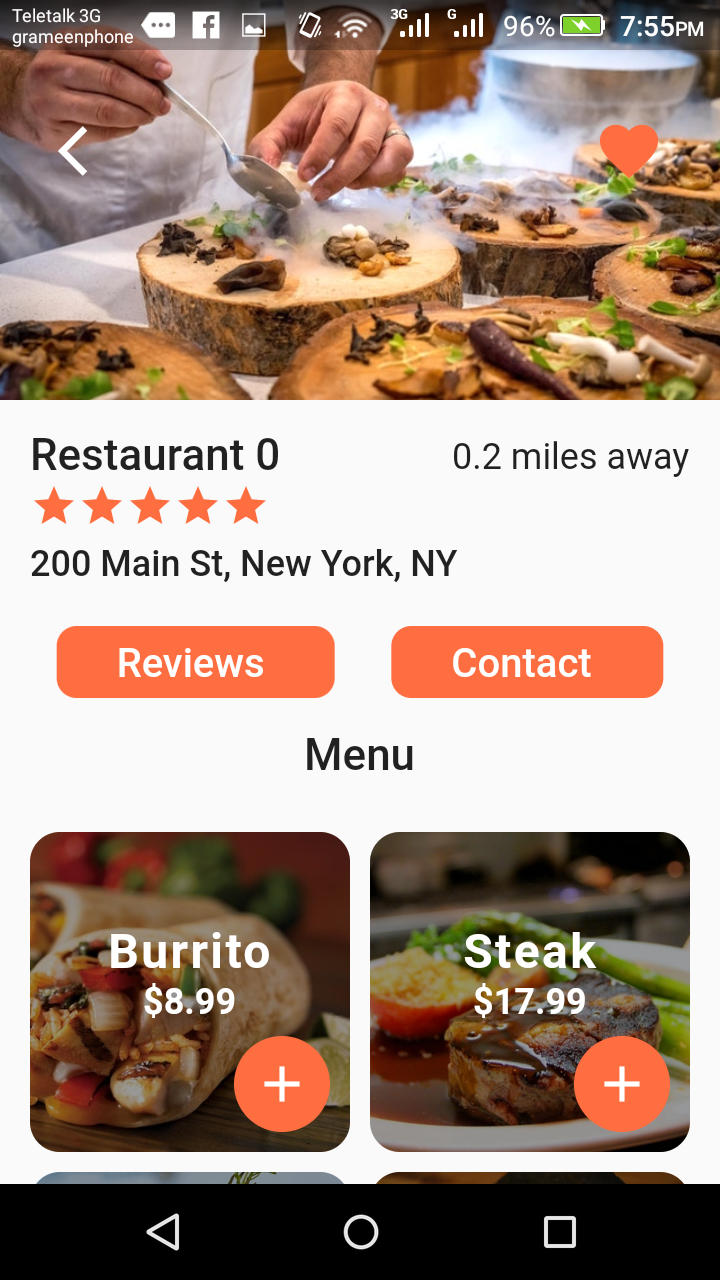 Teletalk 3G
grameenphone
3G
G
96%
7:55PM
Restaurant 0
0.2 miles away
200 Main St, New York, NY
Reviews
Contact
Menu
Burrito
$8.99
Steak
$17.99